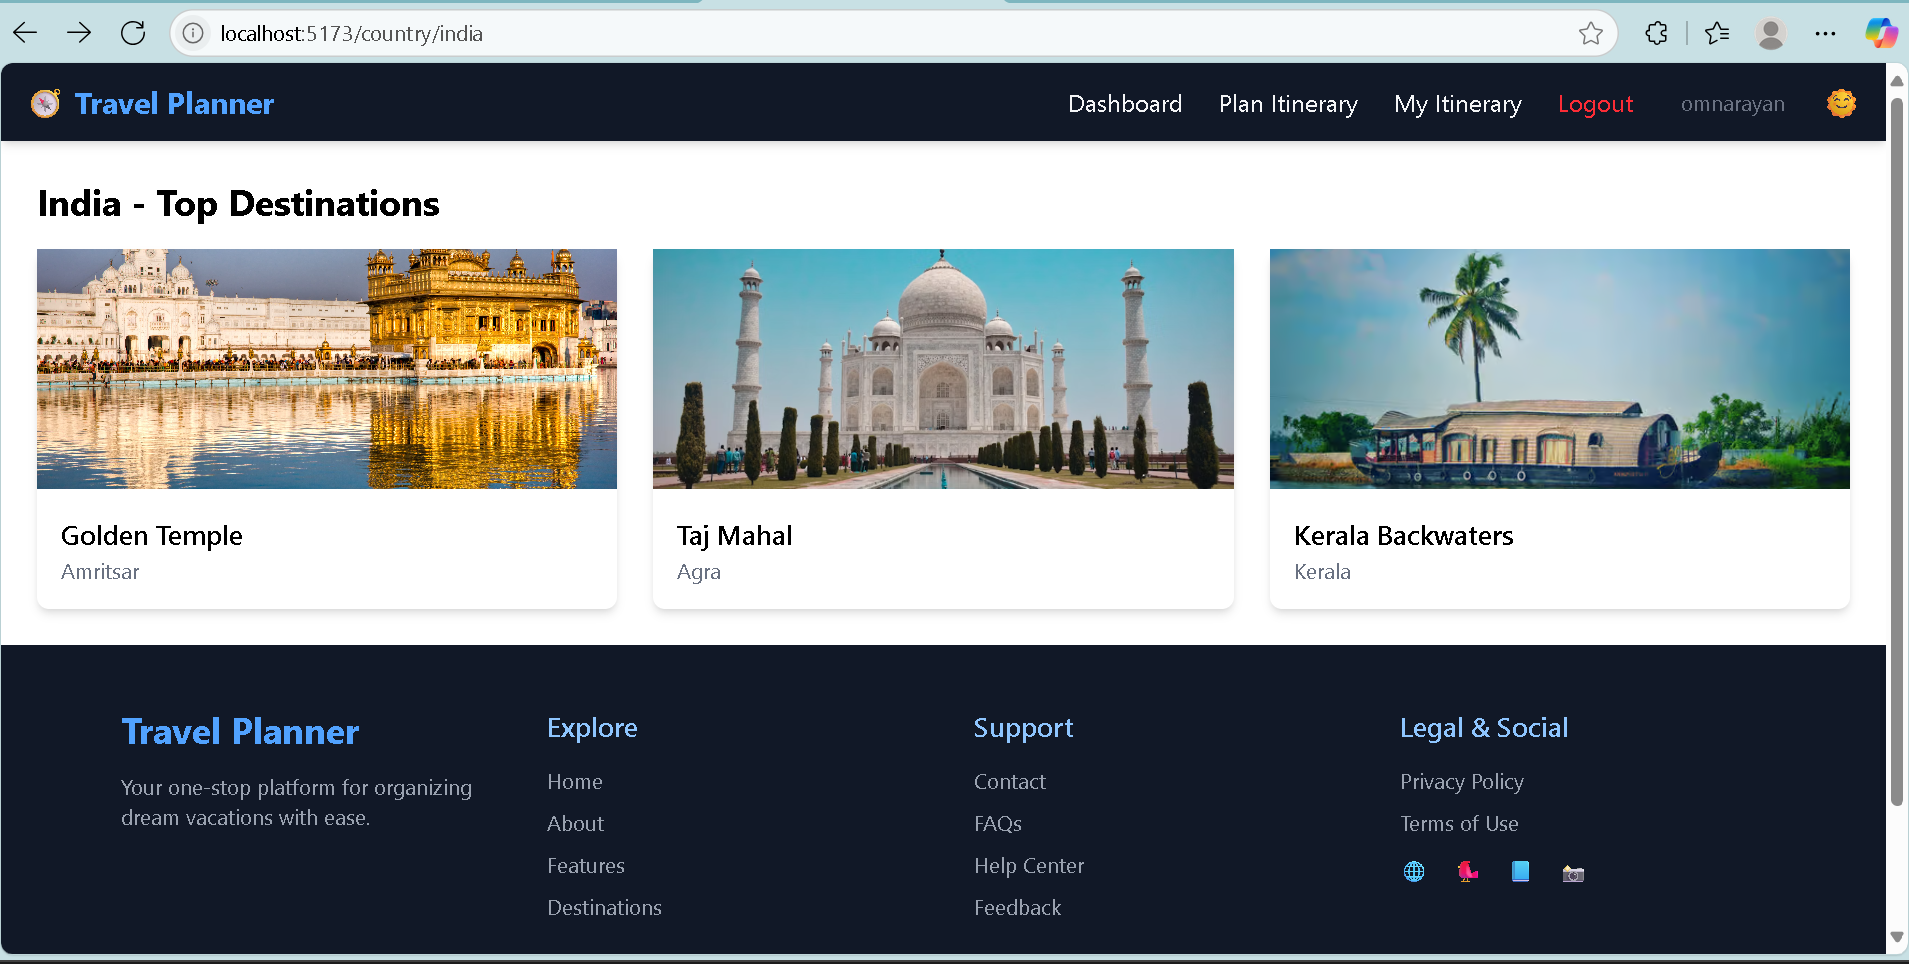 localhost:5173/country/india
Travel Planner
Dashboard Plan Itinerary My Itinerary Logout omnarayan
India - Top Destinations
Golden Temple
Amritsar
Taj Mahal
Agra
Kerala Backwaters
Kerala
Travel Planner
Your one-stop platform for organizing
dream vacations with ease.
Explore
Home
About
Features
Destinations
Support
Contact
FAQs
Help Center
Feedback
Legal & Social
Privacy Policy
Terms of Use